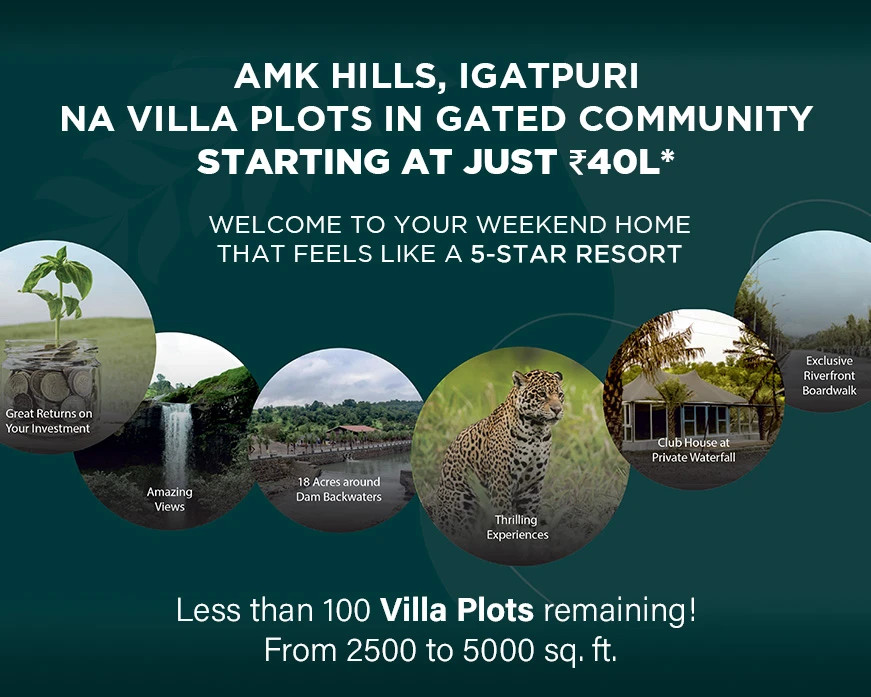 AMK HILLS, IGATPURI
NA VILLA PLOTS IN GATED COMMUNITY
STARTING AT JUST ₹40L*
WELCOME TO YOUR WEEKEND HOME
THAT FEELS LIKE A 5-STAR RESORT
Great Returns on
Your Investment
Amazing
Views
18 Acres around
Dam Backwaters
Thrilling
Experiences
Club House at
Private Waterfall
Exclusive
Riverfront
Boardwalk
Less than 100 Villa Plots remaining!
From 2500 to 5000 sq. ft.